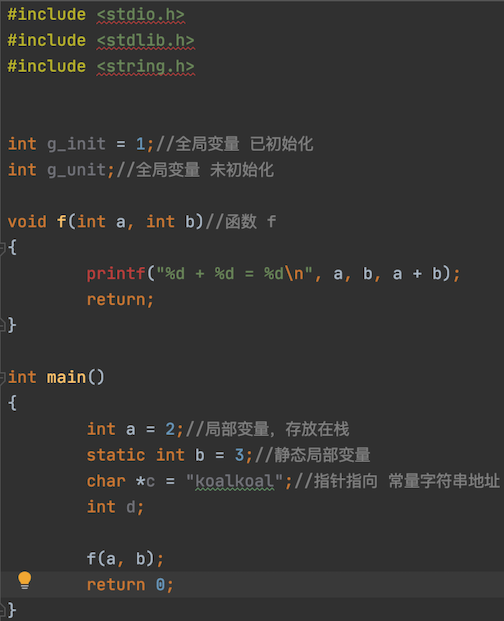 #include <stdio.h>
#include <stdlib.h>
#include <string.h>
int g_init = 1;//全局变量 已初始化
int g_unit;//全局变量 未初始化
void f(int a, int b)//函数 f
{
printf("%d + %d = %d\n", a, b, a + b);
return;
}
int main()
{
int a = 2;//局部变量，存放在栈
static int b = 3;//静态局部变量
char *c = "koalkoal";//指针指向 常量字符串地址
int d;
f(a, b);
return 0;
}